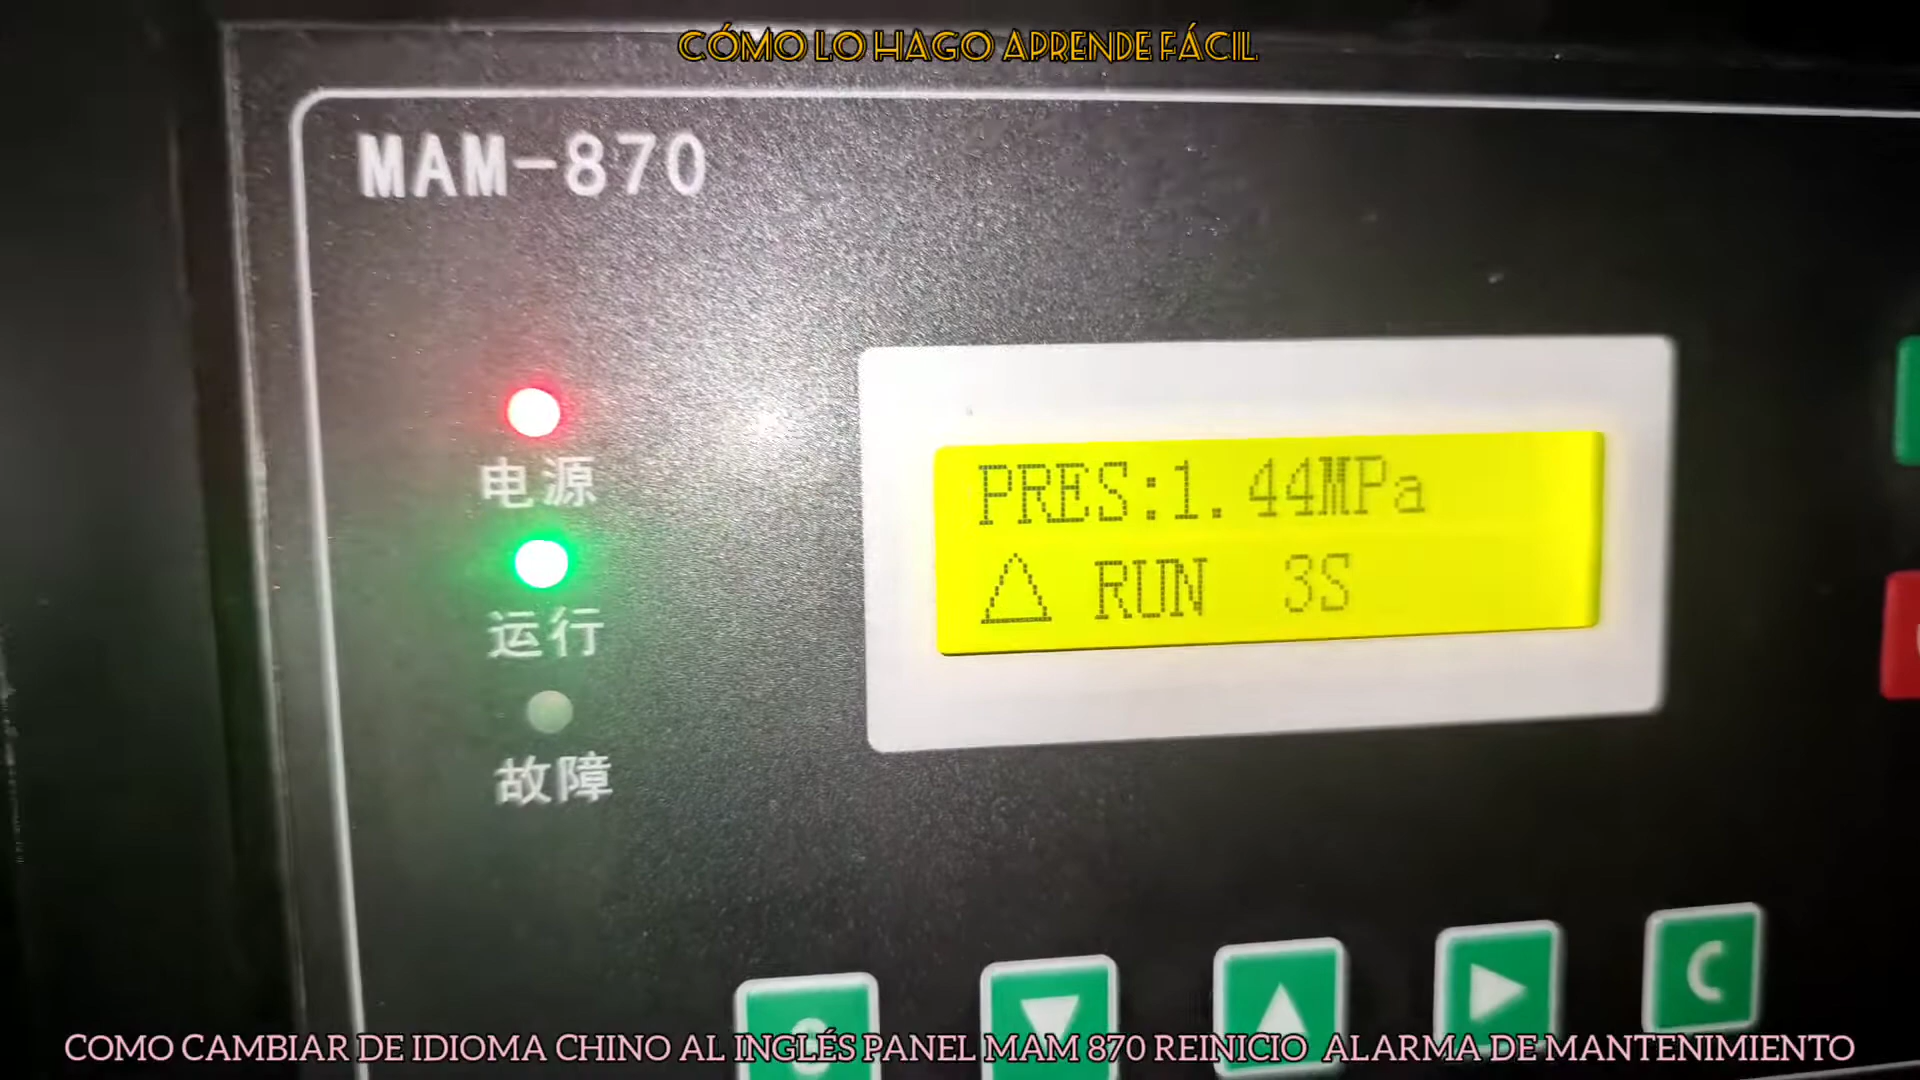 CÓMO LO HAGO APRENDE FÁCIL
MAM-870
电源
运行
故障
PRES:1.44MPa
△ RUN 3S
C
COMO CAMBIAR DE IDIOMA CHINO AL INGLÉS PANEL MAM 870 REINICIO ALARMA DE MANTENIMIENTO